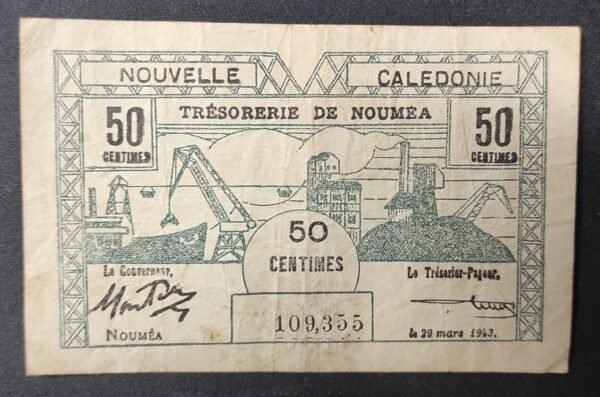 NOUVELLE CALEDONIE
TRÉSORERIE DE NOUMÉA
50 CENTIMES
50 CENTIMES
50
CENTIMES
Le Gouverneur, Le Trésorier-Payeur,
109,355
NOUMÉA le 29 mars 1943.